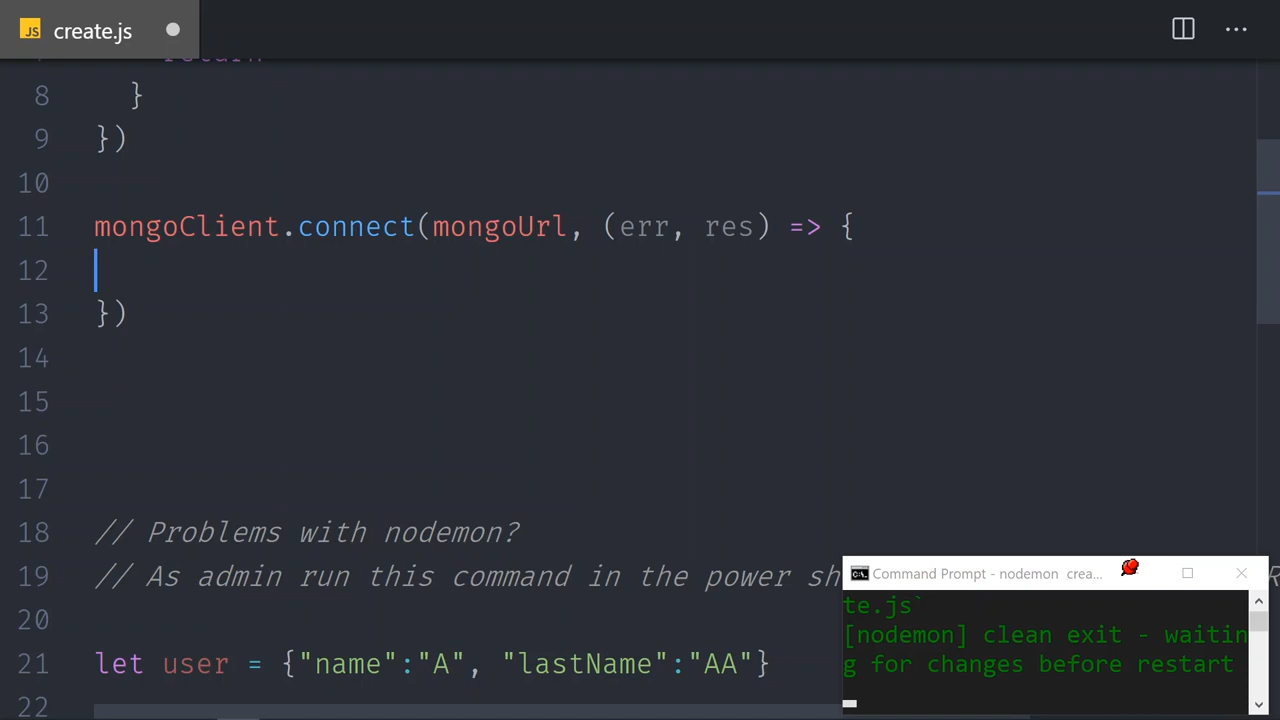 JS create.js
return
8 }
9 })
10
11 mongoClient.connect(mongoUrl, (err, res) => {
12
13 })
14
15
16
17
18 // Problems with nodemon?
19 // As admin run this command in the power sh
20
21 let user = {"name":"A", "lastName":"AA"}
22
Command Prompt - nodemon crea...
te.js`
[nodemon] clean exit - waitin
g for changes before restart